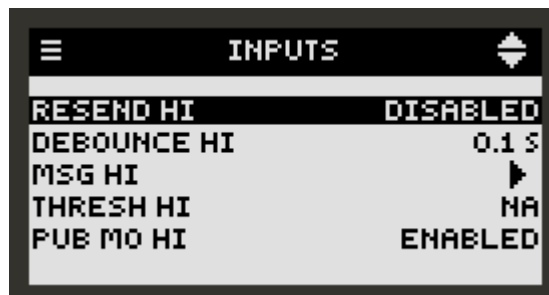 INPUTS
RESEND HI DISABLED
DEBOUNCE HI 0.1 S
MSG HI
THRESH HI NA
PUB MO HI ENABLED